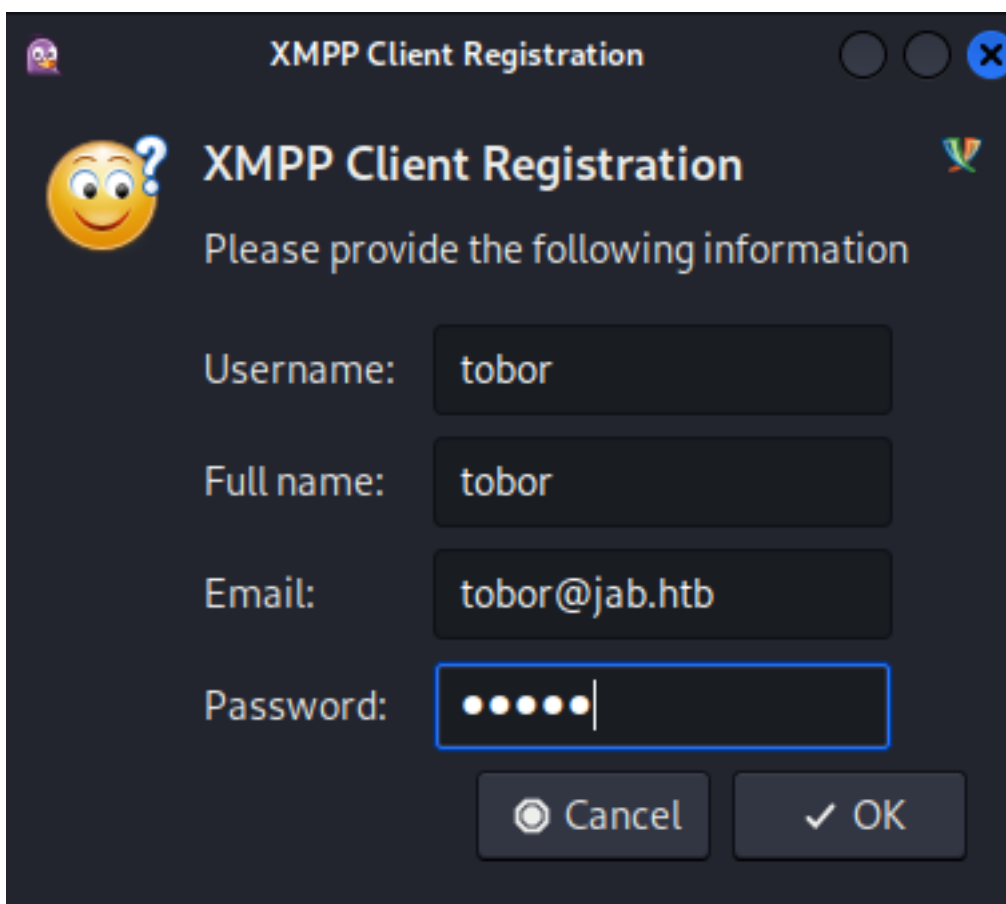 XMPP Client Registration
XMPP Client Registration
Please provide the following information
Username: tobor
Full name: tobor
Email: tobor@jab.htb
Password: •••••
Cancel OK